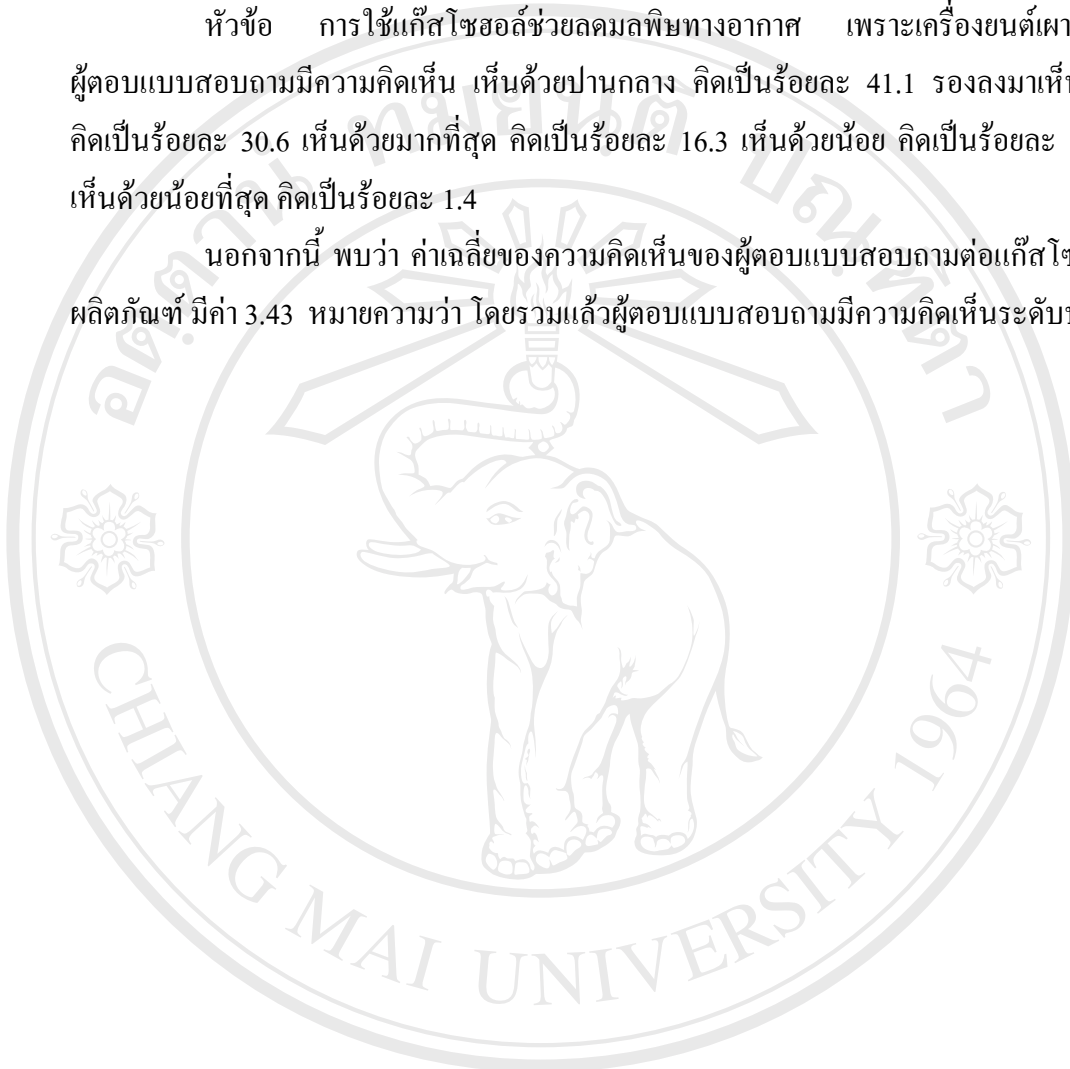 หัวข้อ การใช้แก๊สโซฮอล์ช่วยลดมลพิษทางอากาศ เพราะเครื่องยนต์เผา
ผู้ตอบแบบสอบถามมีความคิดเห็น เห็นด้วยปานกลาง คิดเป็นร้อยละ 41.1 รองลงมาเห็น
คิดเป็นร้อยละ 30.6 เห็นด้วยมากที่สุด คิดเป็นร้อยละ 16.3 เห็นด้วยน้อย คิดเป็นร้อยละ
เห็นด้วยน้อยที่สุด คิดเป็นร้อยละ 1.4
นอกจากนี้ พบว่า ค่าเฉลี่ยของความคิดเห็นของผู้ตอบแบบสอบถามต่อแก๊สโซ
ผลิตภัณฑ์ มีค่า 3.43 หมายความว่า โดยรวมแล้วผู้ตอบแบบสอบถามมีความคิดเห็นระดับ
อตฺตานํ ทมยนฺติ ปณฺฑิตา
CHIANG MAI UNIVERSITY 1964